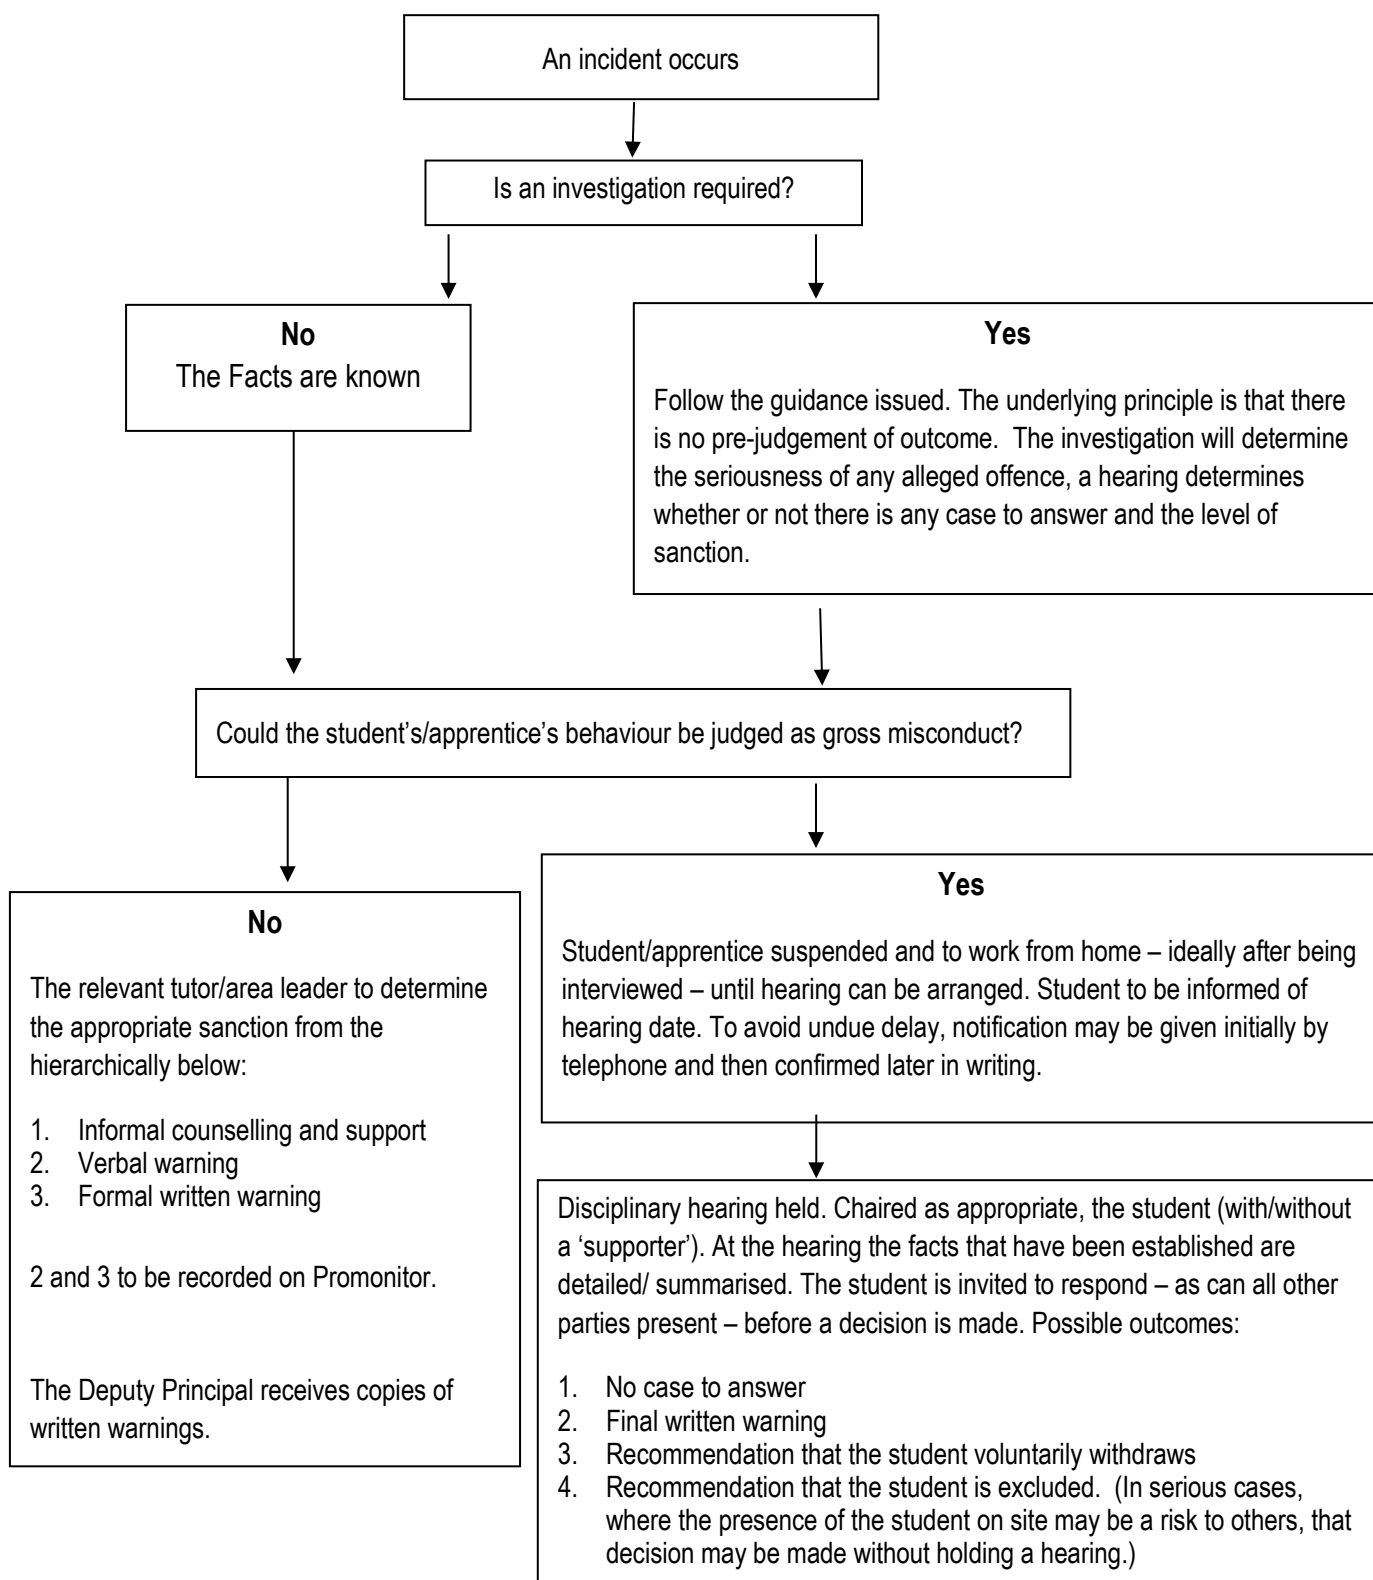 An incident occurs
Is an investigation required?
No
The Facts are known
Yes
Follow the guidance issued. The underlying principle is that there
is no pre-judgement of outcome.  The investigation will determine
the seriousness of any alleged offence, a hearing determines
whether or not there is any case to answer and the level of
sanction.
Could the student’s/apprentice’s behaviour be judged as gross misconduct?
No
The relevant tutor/area leader to determine
the appropriate sanction from the
hierarchically below:
1. Informal counselling and support
2. Verbal warning
3. Formal written warning
2 and 3 to be recorded on Promonitor.
The Deputy Principal receives copies of
written warnings.
Yes
Student/apprentice suspended and to work from home – ideally after being
interviewed – until hearing can be arranged. Student to be informed of
hearing date. To avoid undue delay, notification may be given initially by
telephone and then confirmed later in writing.
Disciplinary hearing held. Chaired as appropriate, the student (with/without
a ‘supporter’). At the hearing the facts that have been established are
detailed/ summarised. The student is invited to respond – as can all other
parties present – before a decision is made. Possible outcomes:
1. No case to answer
2. Final written warning
3. Recommendation that the student voluntarily withdraws
4. Recommendation that the student is excluded.  (In serious cases,
where the presence of the student on site may be a risk to others, that
decision may be made without holding a hearing.)